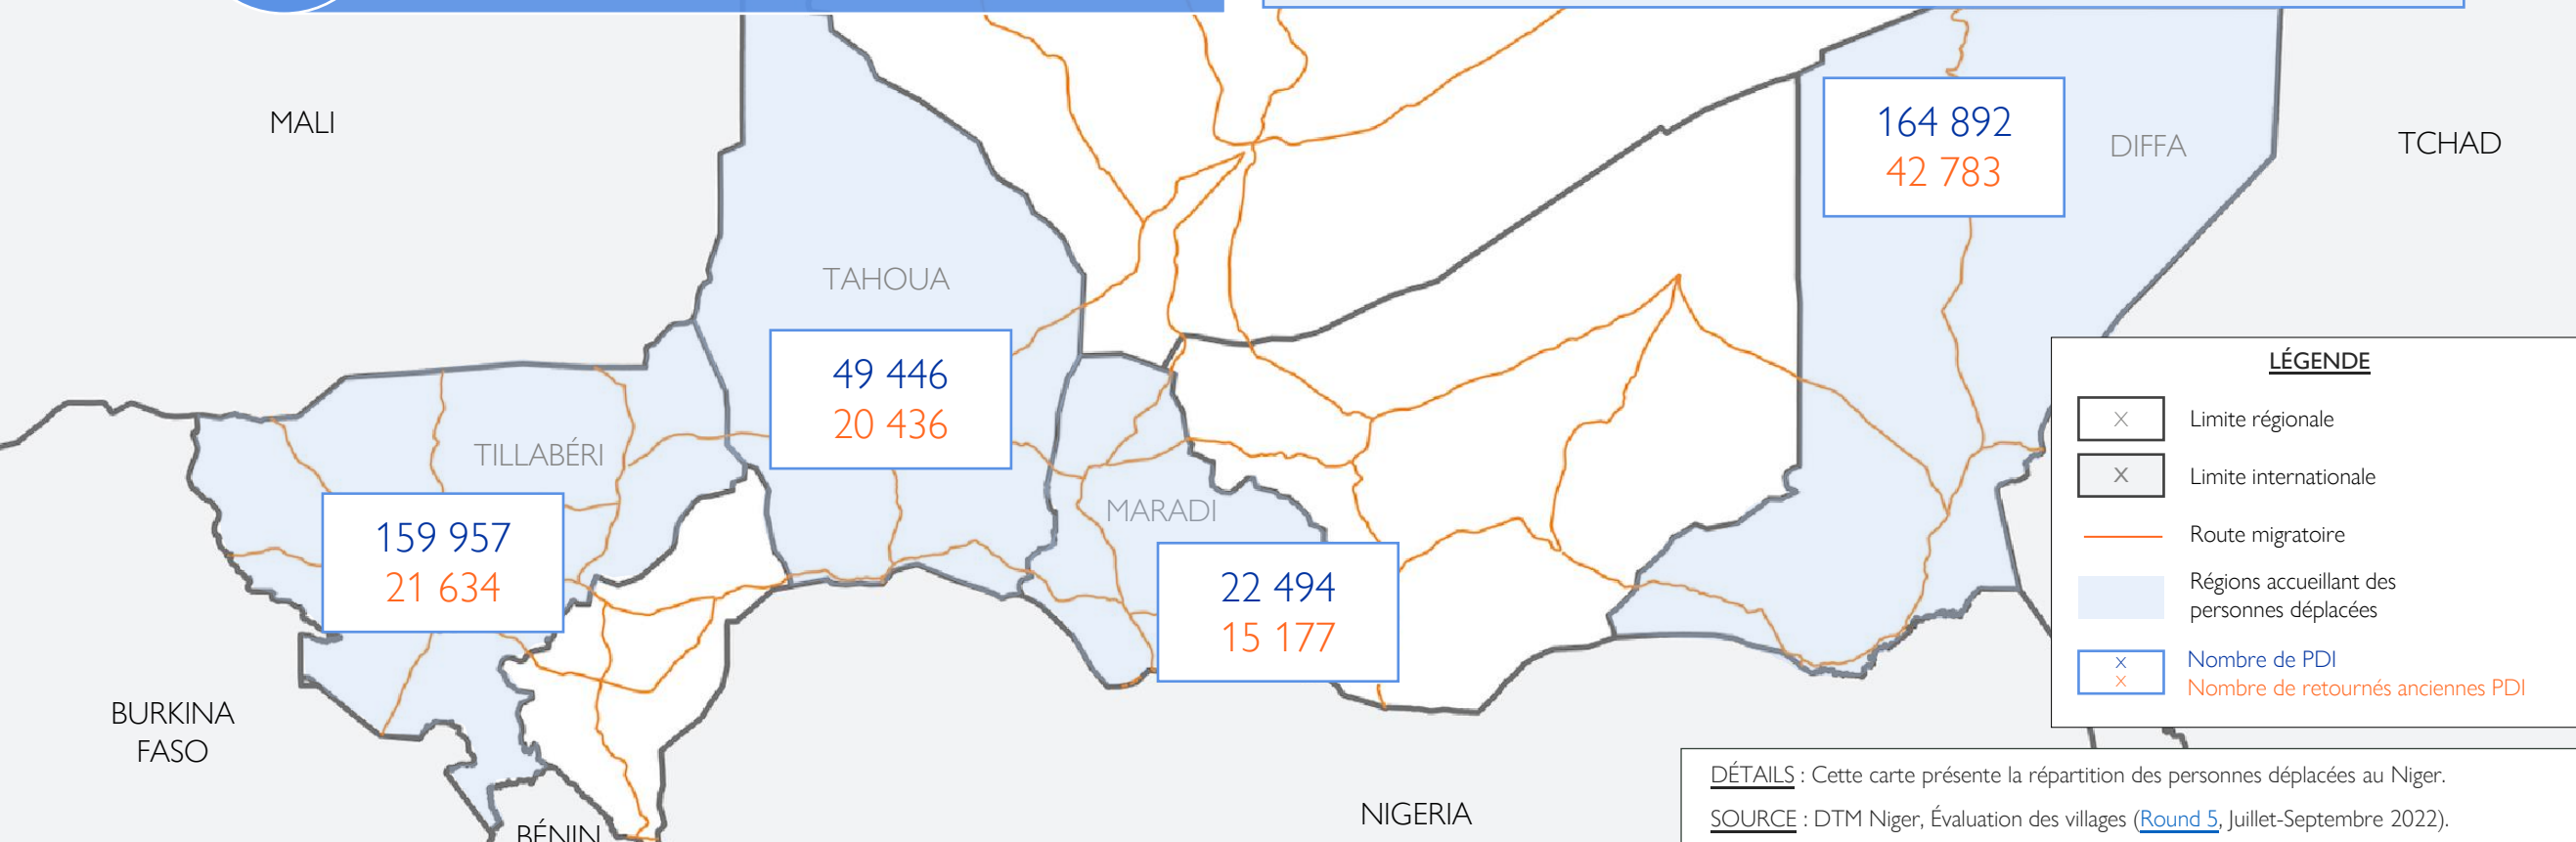 MALI
164 892
42 783
DIFFA
TCHAD
TAHOUA
49 446
20 436
TILLABÉRI
159 957
21 634
MARADI
22 494
15 177
BURKINA
FASO
BÉNIN
NIGERIA
LÉGENDE
X Limite régionale
X Limite internationale
Route migratoire
Régions accueillant des
personnes déplacées
X Nombre de PDI
X Nombre de retournés anciennes PDI
DÉTAILS : Cette carte présente la répartition des personnes déplacées au Niger.
SOURCE : DTM Niger, Évaluation des villages (Round 5, Juillet-Septembre 2022).